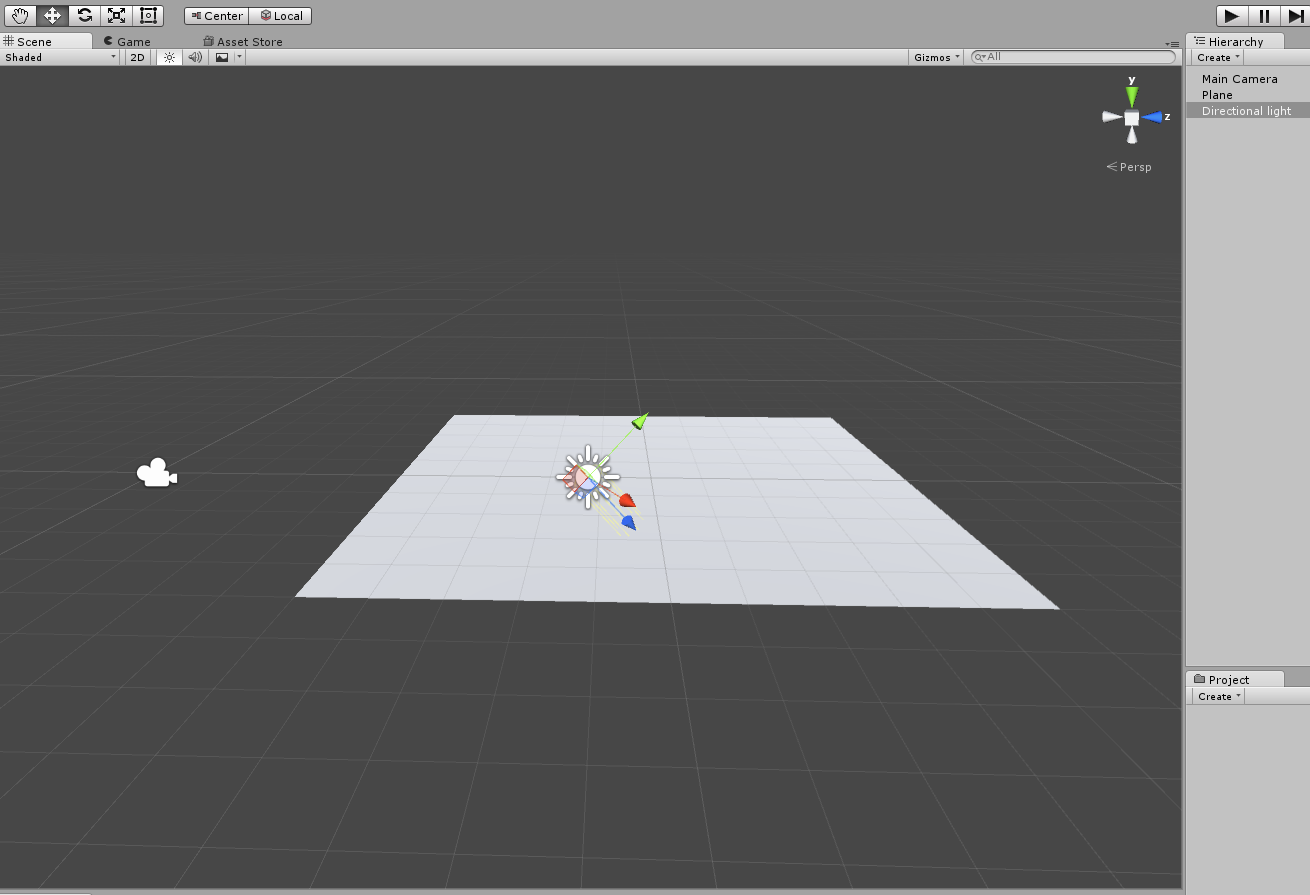 Center Local
Scene Game Asset Store
Shaded 2D Gizmos All
Hierarchy
Create
Main Camera
Plane
Directional light
y
z
Persp
Project
Create